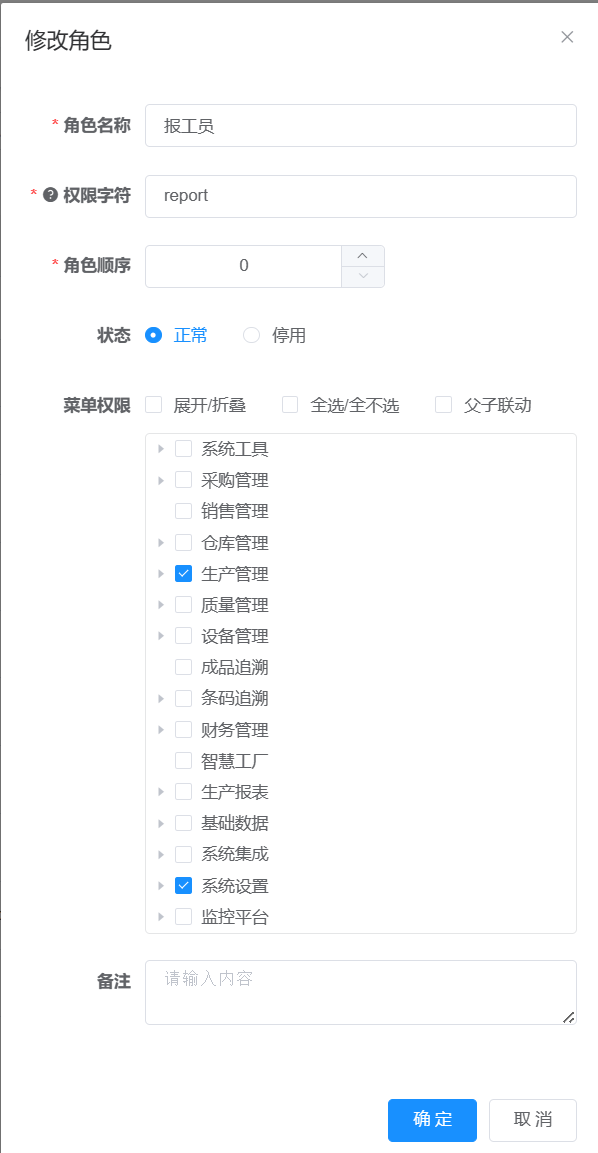 修改角色
* 角色名称 报工员
* 权限字符 report
* 角色顺序 0
状态 正常 停用
菜单权限 展开/折叠 全选/全不选 父子联动
系统工具
采购管理
销售管理
仓库管理
生产管理
质量管理
设备管理
成品追溯
条码追溯
财务管理
智慧工厂
生产报表
基础数据
系统集成
系统设置
监控平台
备注 请输入内容
确 定 取 消